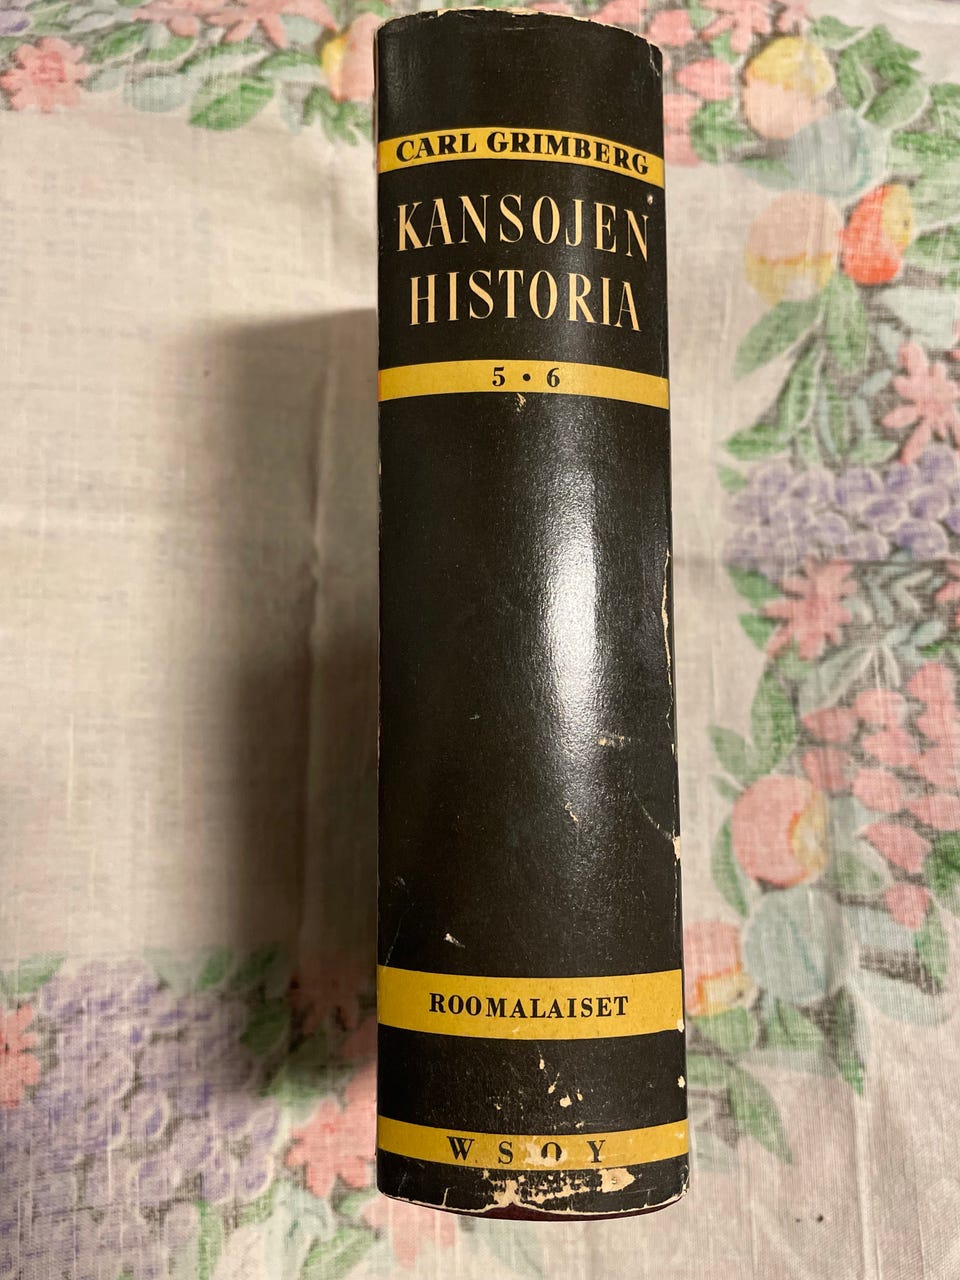 CARL GRIMBERG
KANSOJEN
HISTORIA
5 • 6
ROOMALAISET
WSOY